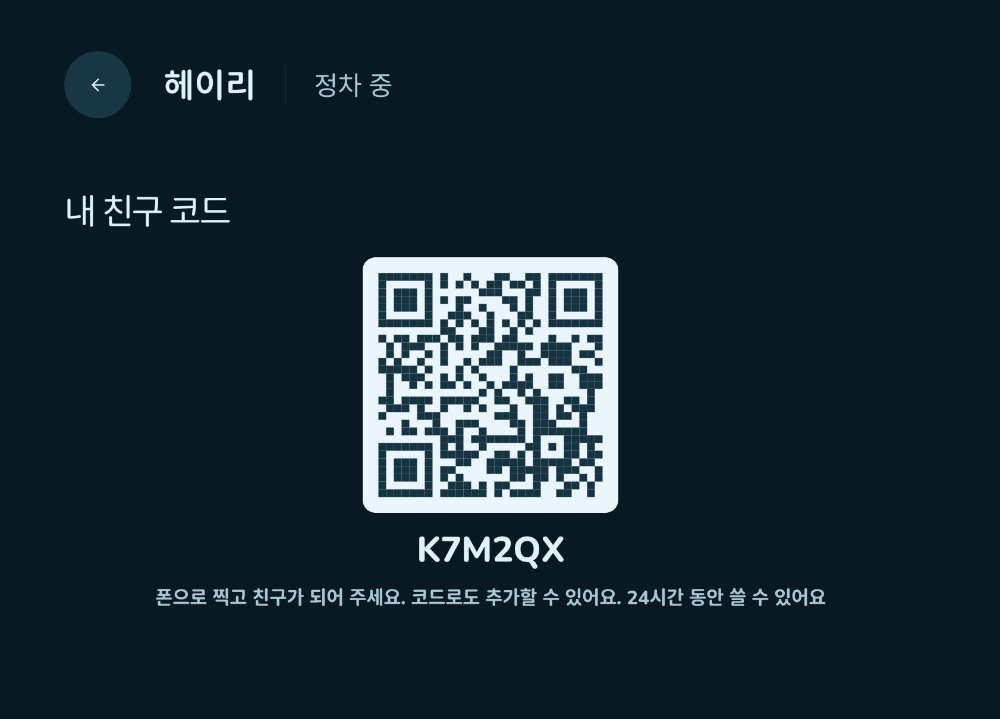 헤이리
정차 중
내 친구 코드
K7M2QX
폰으로 찍고 친구가 되어 주세요. 코드로도 추가할 수 있어요. 24시간 동안 쓸 수 있어요